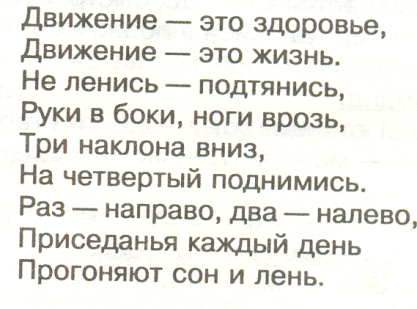 Движение — это здоровье,
Движение — это жизнь.
Не ленись — подтянись,
Руки в боки, ноги врозь,
Три наклона вниз,
На четвертый поднимись.
Раз — направо, два — налево,
Приседанья каждый день
Прогоняют сон и лень.